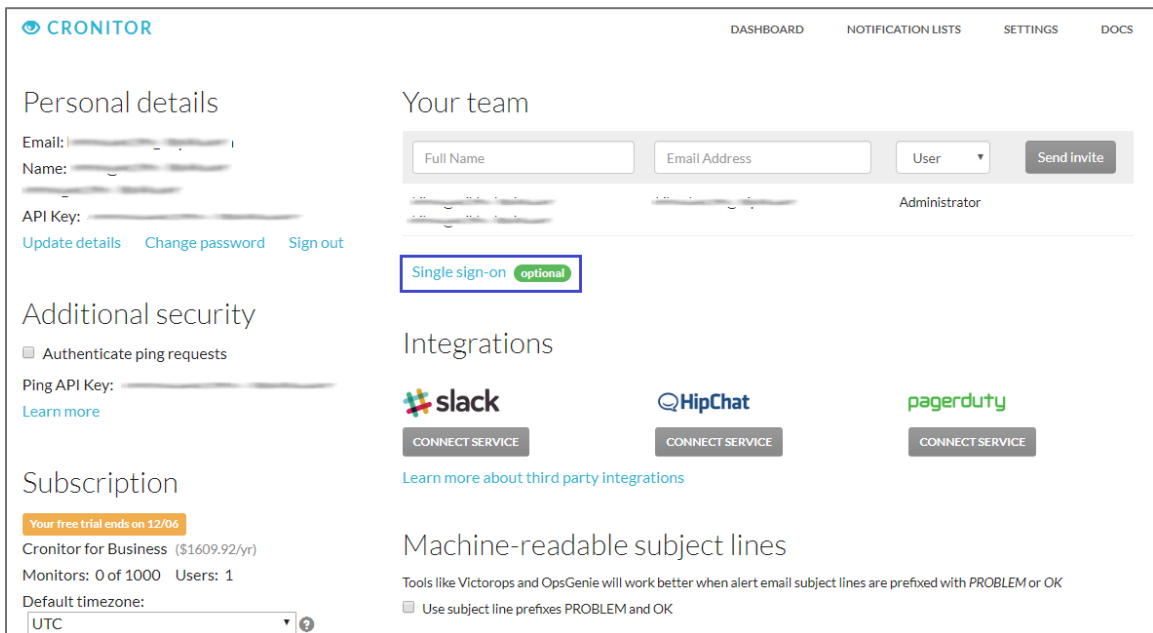 CRONITOR
DASHBOARD NOTIFICATION LISTS SETTINGS DOCS
Personal details
Email:
Name:
API Key:
Update details Change password Sign out
Additional security
Authenticate ping requests
Ping API Key:
Learn more
Subscription
Your free trial ends on 12/06
Cronitor for Business ($1609.92/yr)
Monitors: 0 of 1000 Users: 1
Default timezone:
UTC
Your team
Full Name Email Address User Send invite
Administrator
Single sign-on optional
Integrations
slack HipChat pagerduty
CONNECT SERVICE CONNECT SERVICE CONNECT SERVICE
Learn more about third party integrations
Machine-readable subject lines
Tools like Victorops and OpsGenie will work better when alert email subject lines are prefixed with PROBLEM or OK
Use subject line prefixes PROBLEM and OK